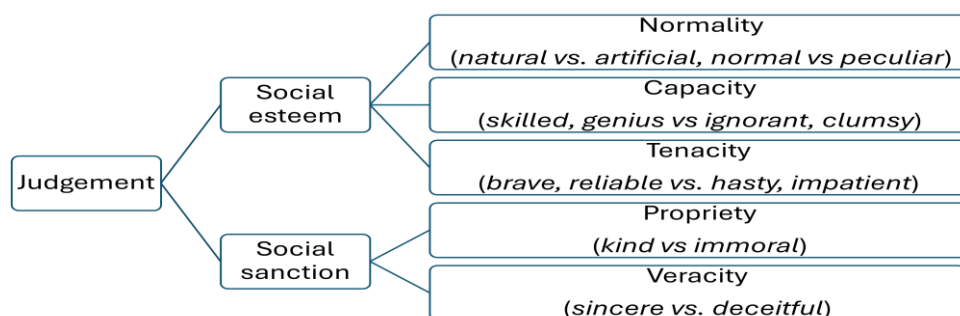 Judgement
Social
esteem
Normality
(natural vs. artificial, normal vs peculiar)
Capacity
(skilled, genius vs ignorant, clumsy)
Tenacity
(brave, reliable vs. hasty, impatient)
Social
sanction
Propriety
(kind vs immoral)
Veracity
(sincere vs. deceitful)